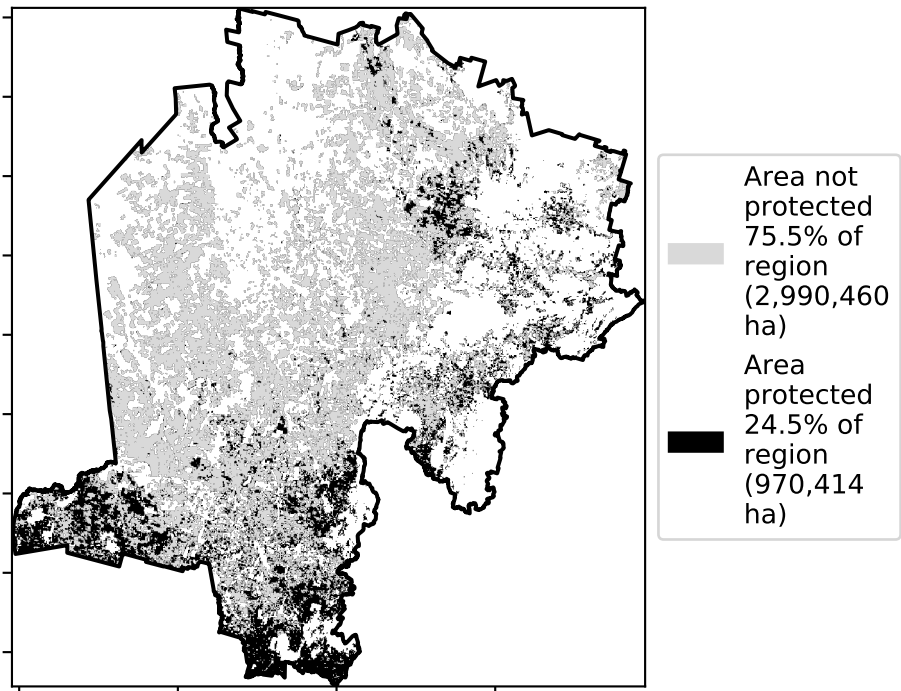 Area not
protected
75.5% of
region
(2,990,460
ha)
Area
protected
24.5% of
region
(970,414
ha)